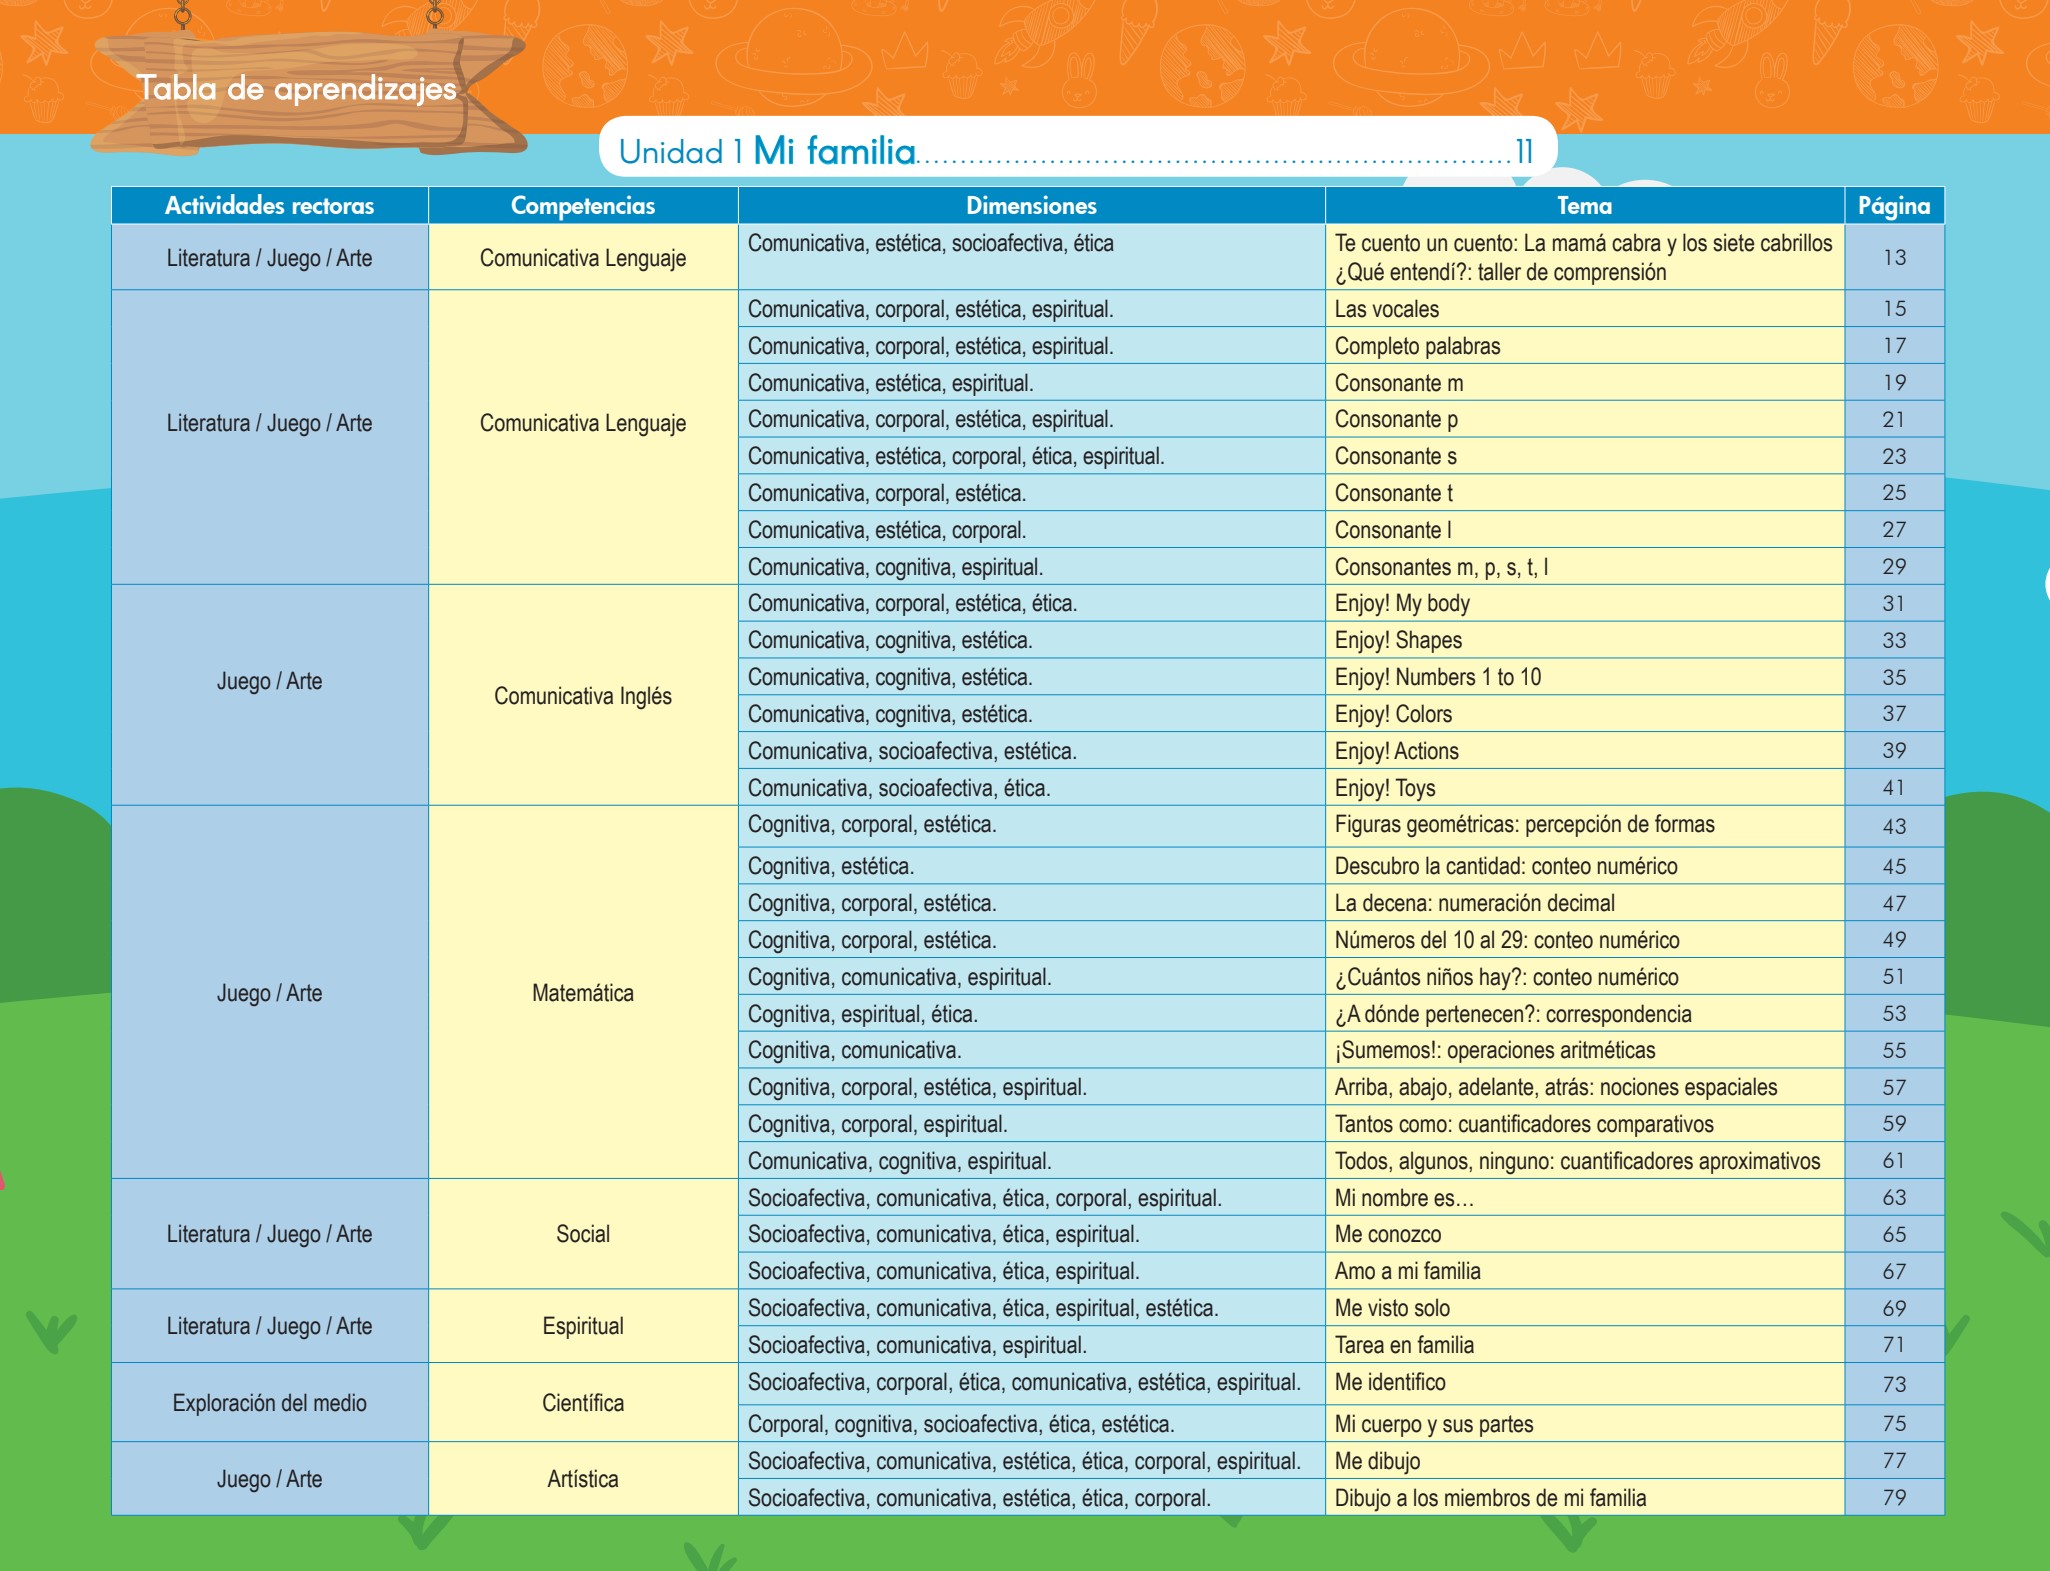 Tabla de aprendizajes
Unidad 1 Mi familia..................................................................11
Actividades rectoras Competencias Dimensiones Tema Página
Literatura / Juego / Arte Comunicativa Lenguaje Comunicativa, estética, socioafectiva, ética Te cuento un cuento: La mamá cabra y los siete cabrillos
¿Qué entendí?: taller de comprensión 13
Literatura / Juego / Arte Comunicativa Lenguaje
Comunicativa, corporal, estética, espiritual. Las vocales 15
Comunicativa, corporal, estética, espiritual. Completo palabras 17
Comunicativa, estética, espiritual. Consonante m 19
Comunicativa, corporal, estética, espiritual. Consonante p 21
Comunicativa, estética, corporal, ética, espiritual. Consonante s 23
Comunicativa, corporal, estética. Consonante t 25
Comunicativa, estética, corporal. Consonante l 27
Comunicativa, cognitiva, espiritual. Consonantes m, p, s, t, l 29
Juego / Arte Comunicativa Inglés
Comunicativa, corporal, estética, ética. Enjoy! My body 31
Comunicativa, cognitiva, estética. Enjoy! Shapes 33
Comunicativa, cognitiva, estética. Enjoy! Numbers 1 to 10 35
Comunicativa, cognitiva, estética. Enjoy! Colors 37
Comunicativa, socioafectiva, estética. Enjoy! Actions 39
Comunicativa, socioafectiva, ética. Enjoy! Toys 41
Juego / Arte Matemática
Cognitiva, corporal, estética. Figuras geométricas: percepción de formas 43
Cognitiva, estética. Descubro la cantidad: conteo numérico 45
Cognitiva, corporal, estética. La decena: numeración decimal 47
Cognitiva, corporal, estética. Números del 10 al 29: conteo numérico 49
Cognitiva, comunicativa, espiritual. ¿Cuántos niños hay?: conteo numérico 51
Cognitiva, espiritual, ética. ¿A dónde pertenecen?: correspondencia 53
Cognitiva, comunicativa. ¡Sumemos!: operaciones aritméticas 55
Cognitiva, corporal, estética, espiritual. Arriba, abajo, adelante, atrás: nociones espaciales 57
Cognitiva, corporal, espiritual. Tantos como: cuantificadores comparativos 59
Comunicativa, cognitiva, espiritual. Todos, algunos, ninguno: cuantificadores aproximativos 61
Literatura / Juego / Arte Social
Socioafectiva, comunicativa, ética, corporal, espiritual. Mi nombre es… 63
Socioafectiva, comunicativa, ética, espiritual. Me conozco 65
Socioafectiva, comunicativa, ética, espiritual. Amo a mi familia 67
Literatura / Juego / Arte Espiritual
Socioafectiva, comunicativa, ética, espiritual, estética. Me visto solo 69
Socioafectiva, comunicativa, espiritual. Tarea en familia 71
Exploración del medio Científica
Socioafectiva, corporal, ética, comunicativa, estética, espiritual. Me identifico 73
Corporal, cognitiva, socioafectiva, ética, estética. Mi cuerpo y sus partes 75
Juego / Arte Artística
Socioafectiva, comunicativa, estética, ética, corporal, espiritual. Me dibujo 77
Socioafectiva, comunicativa, estética, ética, corporal. Dibujo a los miembros de mi familia 79